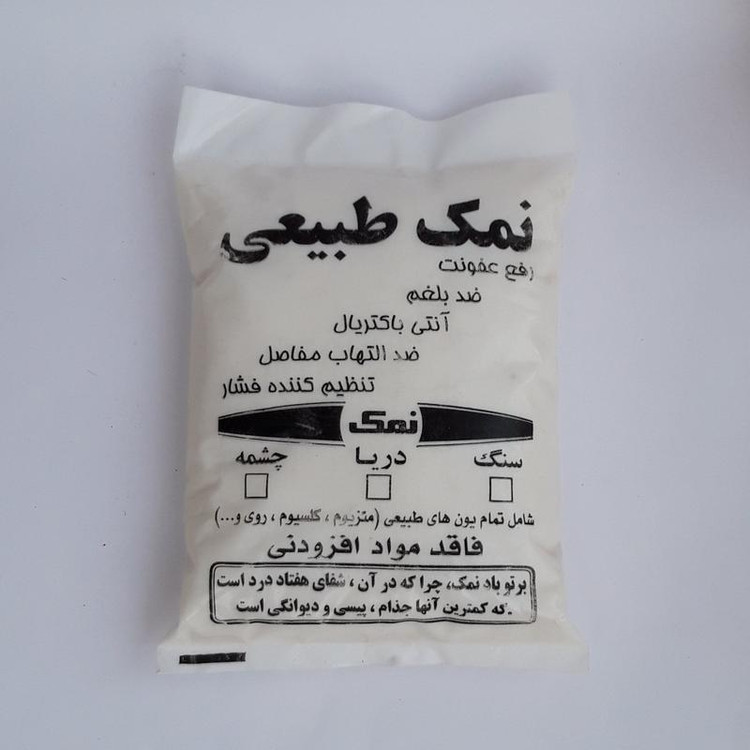 نمک طبیعی
رفع عفونت
ضد بلغم
آنتی باکتریال
ضد التهاب مفاصل
تنظیم کننده فشار
نمک
سنگ دریا چشمه
شامل تمام یون های طبیعی (منزیوم ، کلسیوم ، روی و...)
فاقد مواد افزودنی
برتو باد نمک، چرا که در آن ، شفای هفتاد درد است
که کمترین آنها جذام ، پیسی و دیوانگی است.